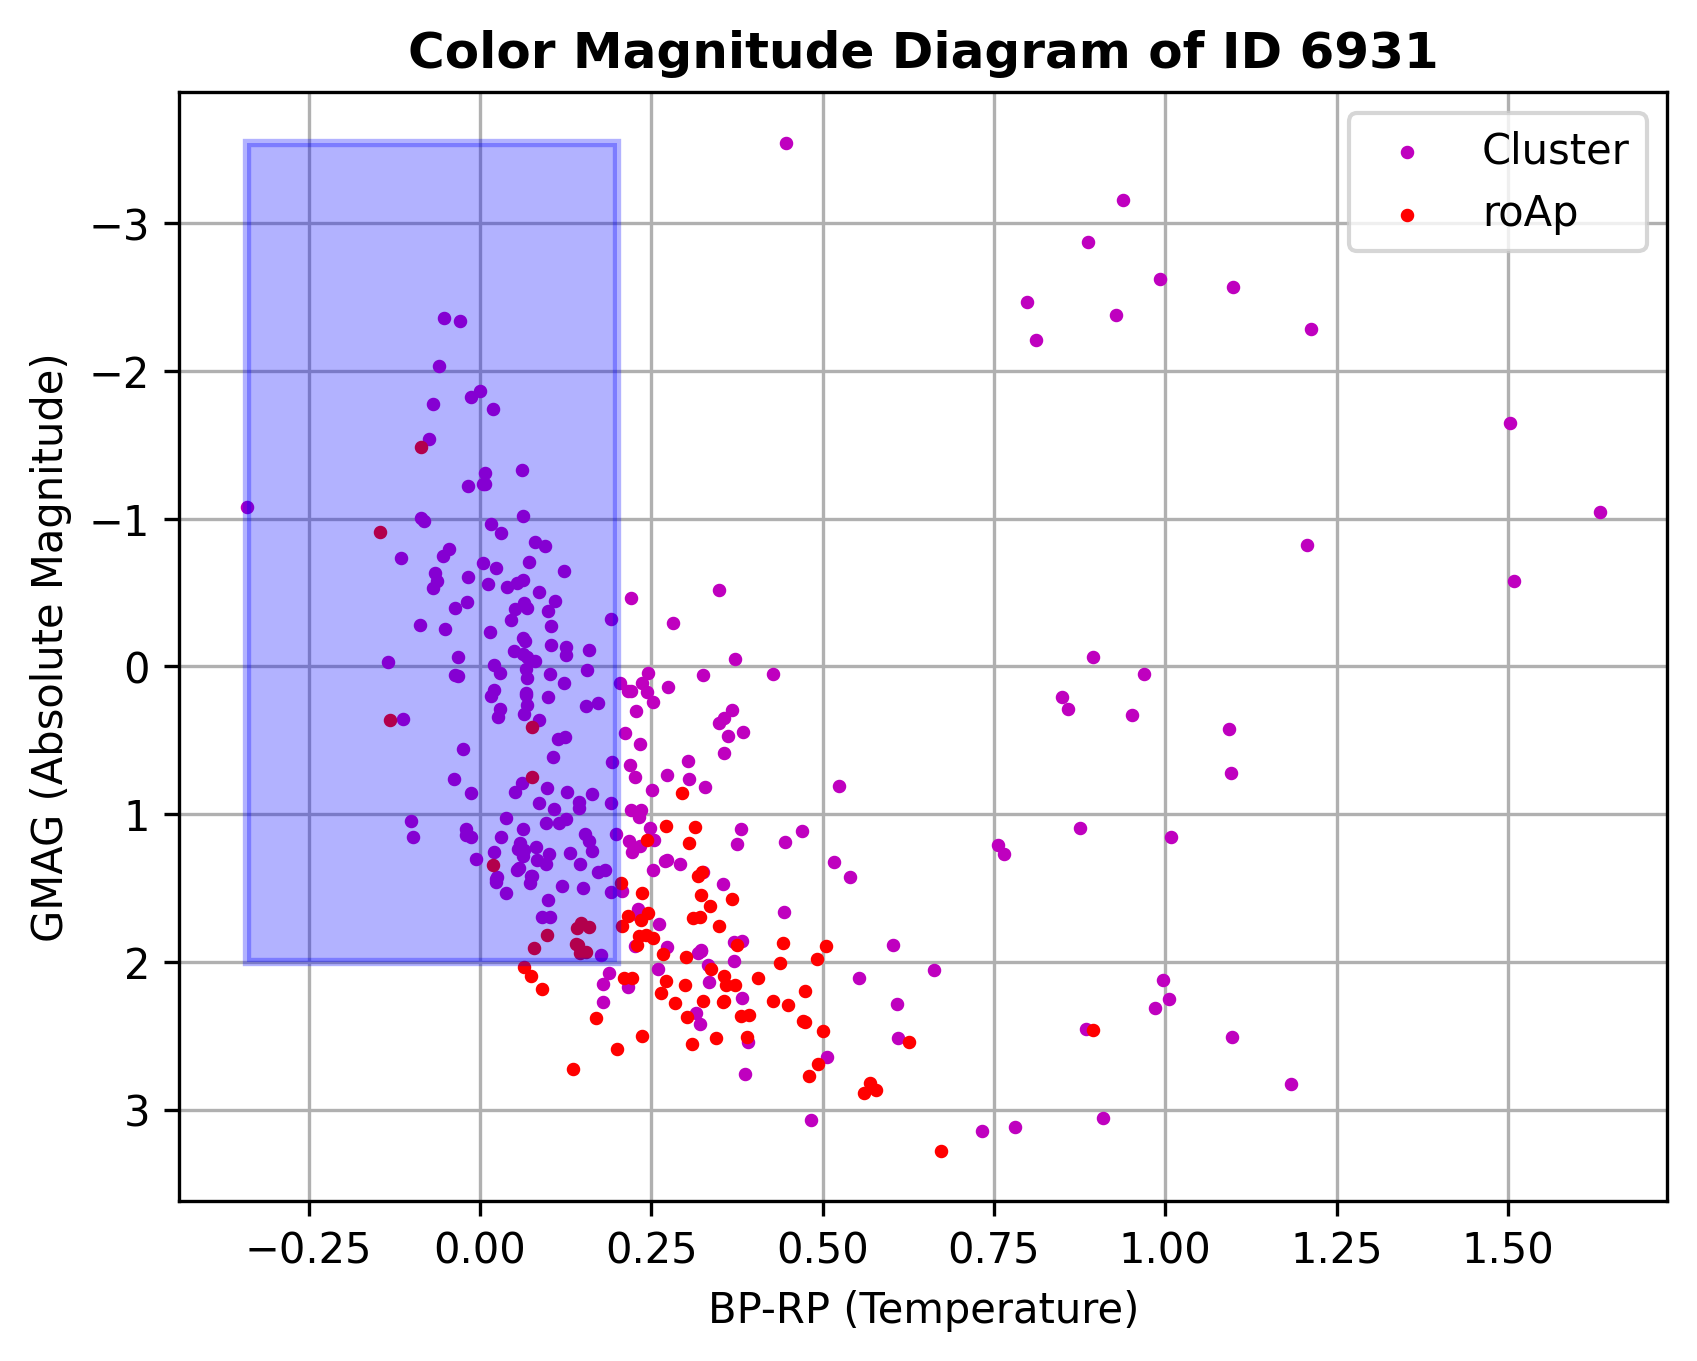 Color Magnitude Diagram of ID 6931
Cluster
roAp
GMAG (Absolute Magnitude)
−3
−2
−1
0
1
2
3
−0.25 0.00 0.25 0.50 0.75 1.00 1.25 1.50
BP-RP (Temperature)